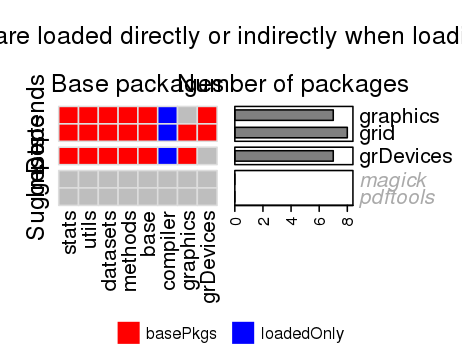 are loaded directly or indirectly when load
Base packages
Number of packages
Depends
Imports
Suggests
graphics
grid
grDevices
magick
pdftools
stats
utils
datasets
methods
base
compiler
graphics
grDevices
0
2
4
6
8
basePkgs
loadedOnly